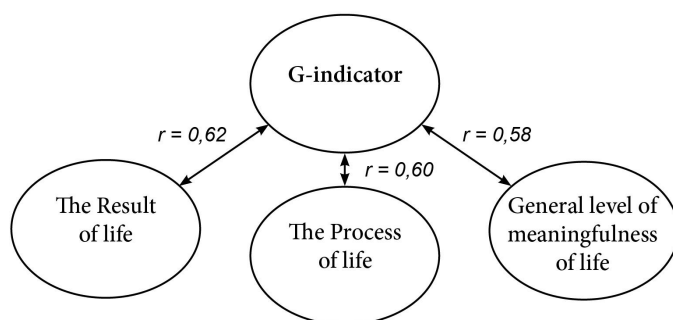 G-indicator
r = 0,62
r = 0,58
r = 0,60
The Result
of life
The Process
of life
General level of
meaningfulness
of life